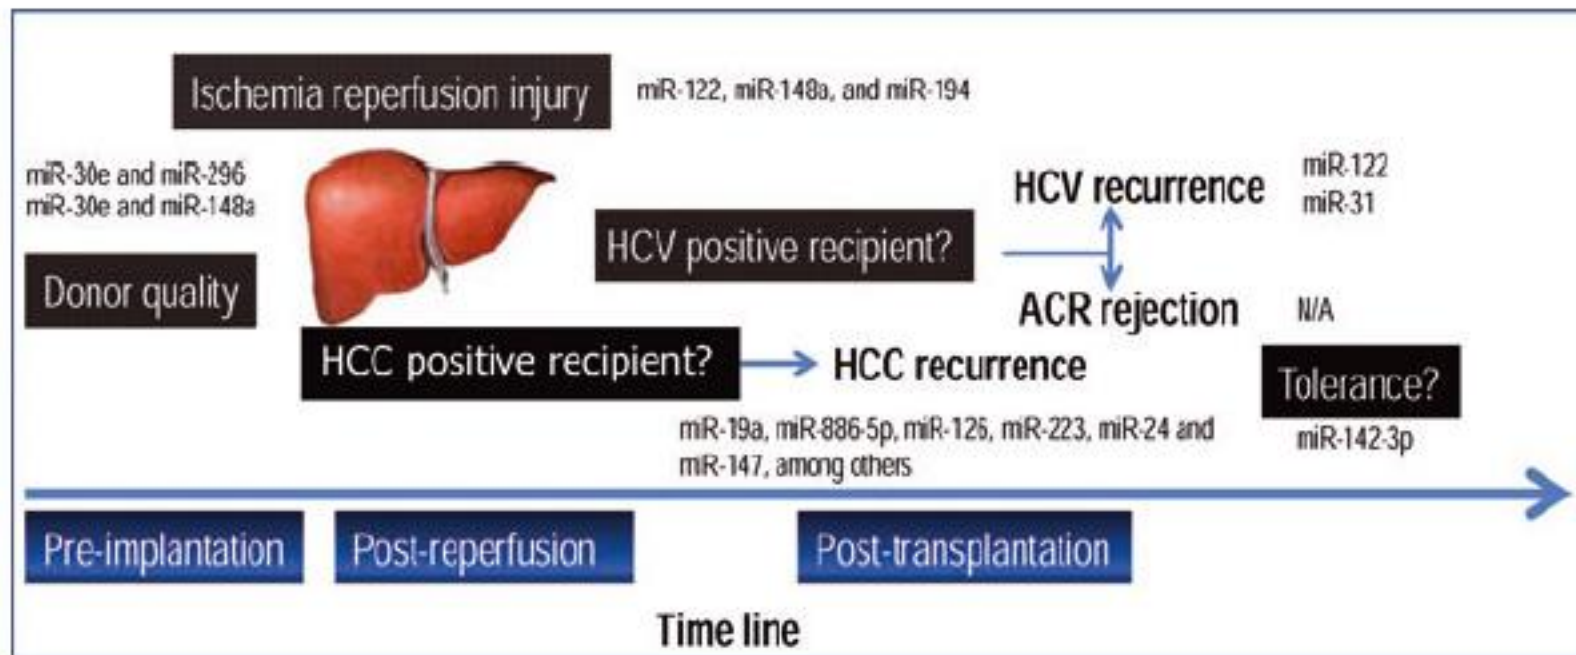 Ischemia reperfusion injury
miR-122, miR-148a, and miR-194
miR-30e and miR-296
miR-30e and miR-148a
Donor quality
HCV positive recipient?
HCV recurrence
miR-122
miR-31
ACR rejection
N/A
HCC positive recipient?
HCC recurrence
miR-19a, miR-886-5p, miR-126, miR-223, miR-24 and
miR-147, among others
Tolerance?
miR-142-3p
Pre-implantation
Post-reperfusion
Post-transplantation
Time line